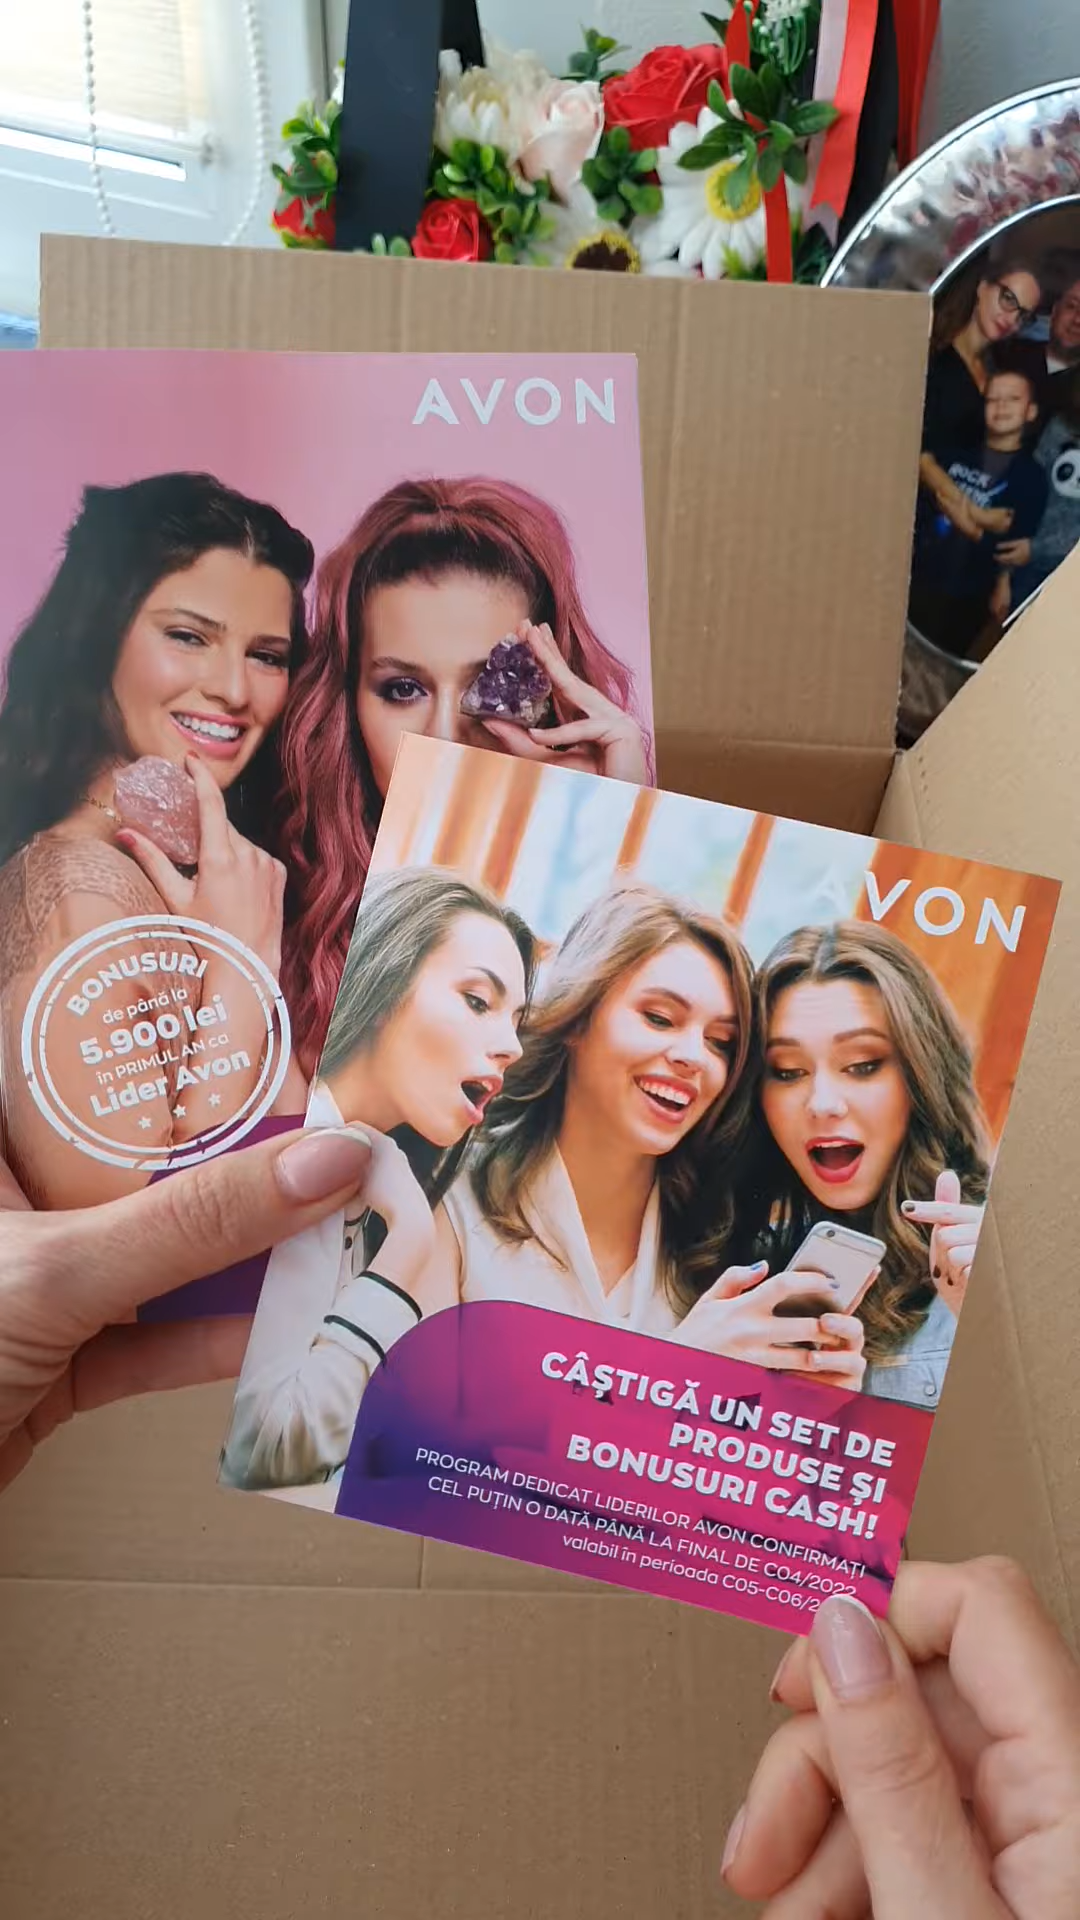 AVON
BONUSURI
de până la
5.900 lei
în PRIMUL AN ca
Lider Avon
AVON
CÂȘTIGĂ UN SET DE
PRODUSE ȘI
BONUSURI CASH!
PROGRAM DEDICAT LIDERILOR AVON CONFIRMAȚI
CEL PUȚIN O DATĂ PÂNĂ LA FINAL DE C04/2022
valabil în perioada
ROCK